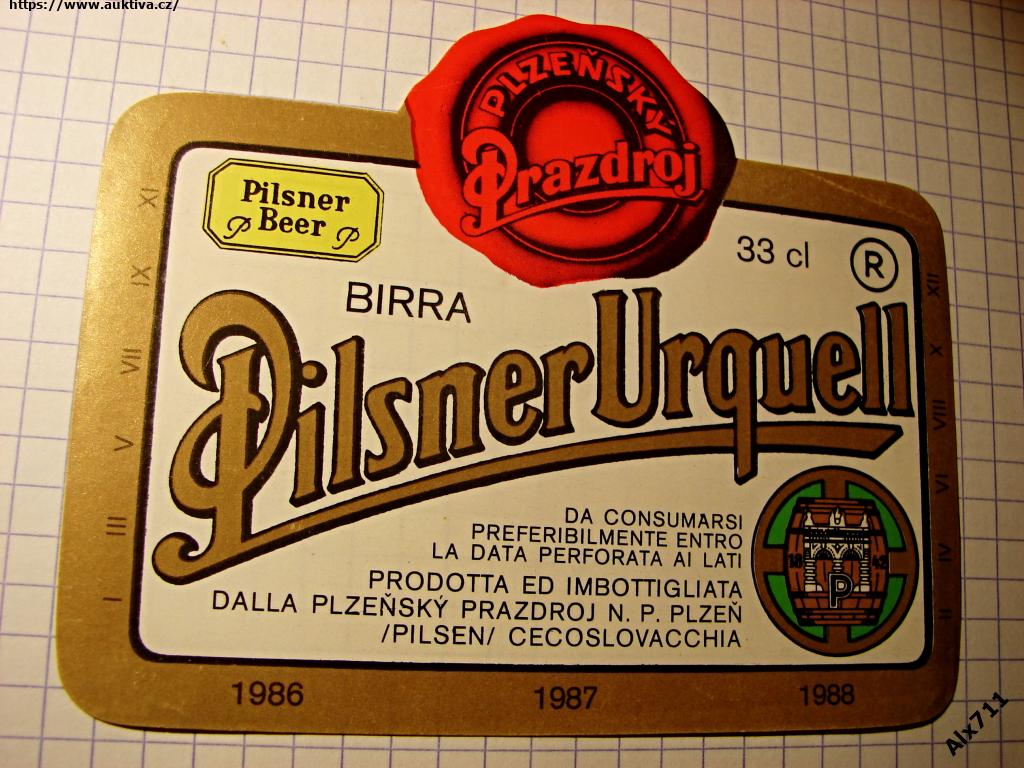 https://www.auktiva.cz/
PLZEŇSKÝ
Prazdroj
Pilsner
Beer
P P
33 cl
R
BIRRA
Pilsner Urquell
DA CONSUMARSI
PREFERIBILMENTE ENTRO
LA DATA PERFORATA AI LATI
PRODOTTA ED IMBOTTIGLIATA
DALLA PLZEŇSKÝ PRAZDROJ N. P. PLZEŇ
/PILSEN/ CECOSLOVACCHIA
18 42
P
XI
IX
VII
V
III
I
XII
X
VIII
VI
IV
II
1986 1987 1988
Alx711